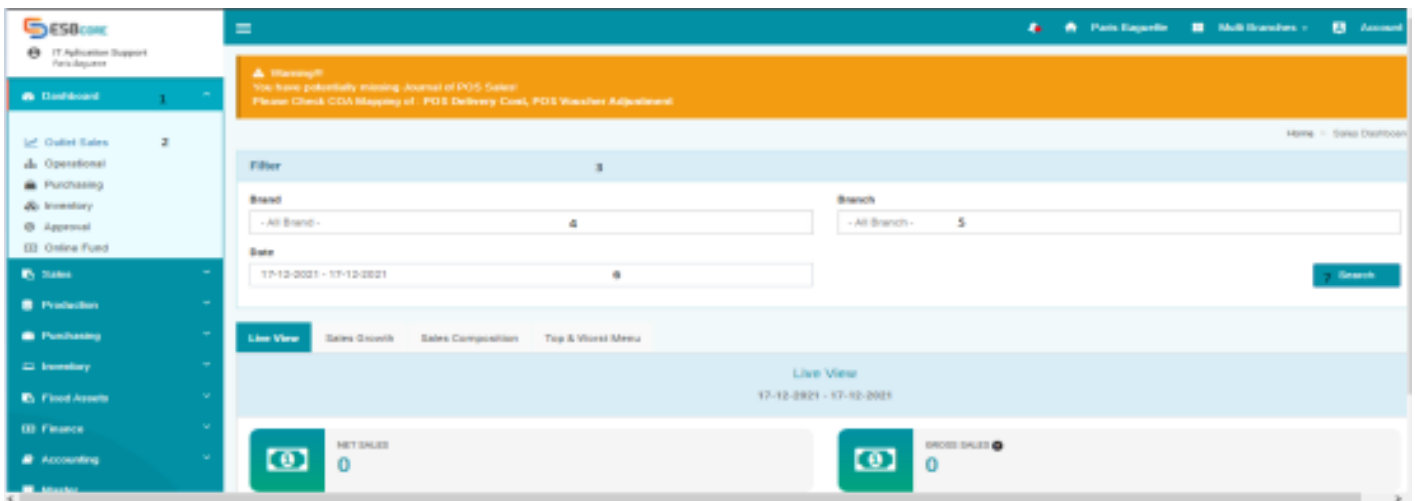 ESBCORE
IT Aplication Support
Paris Baguette
Paris Baguette
Multi Branches
Account
Dashboard 1
Outlet Sales 2
Operational
Purchasing
Inventory
Approval
Online Fund
Sales
Production
Purchasing
Inventory
Fixed Assets
Finance
Accounting
Master
Warning!!!
You have potentially missing Journal of POS Sales!
Please Check COA Mapping of : POS Delivery Cost, POS Voucher Adjustment
Home > Sales Dashboard
Filter 3
Brand
- All Brand - 4
Branch
- All Branch - 5
Date
17-12-2021 - 17-12-2021 6
7 Search
Live View
Sales Growth
Sales Composition
Top & Worst Menu
Live View
17-12-2021 - 17-12-2021
NET SALES
0
GROSS SALES
0